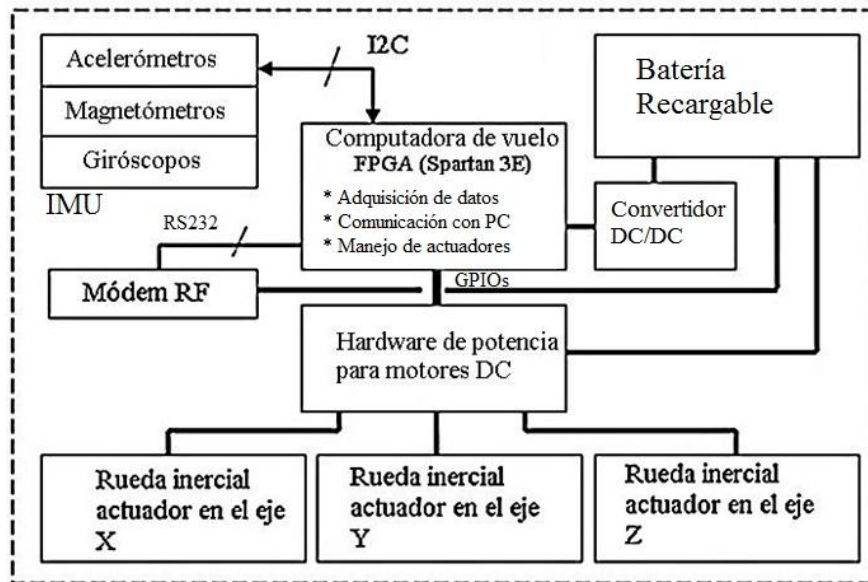 Acelerómetros
Magnetómetros
Giróscopos
IMU
I2C
Batería
Recargable
Computadora de vuelo
FPGA (Spartan 3E)
* Adquisición de datos
* Comunicación con PC
* Manejo de actuadores
Convertidor
DC/DC
RS232
Módem RF
GPIOs
Hardware de potencia
para motores DC
Rueda inercial
actuador en el eje
X
Rueda inercial
actuador en el eje
Y
Rueda inercial
actuador en el eje
Z